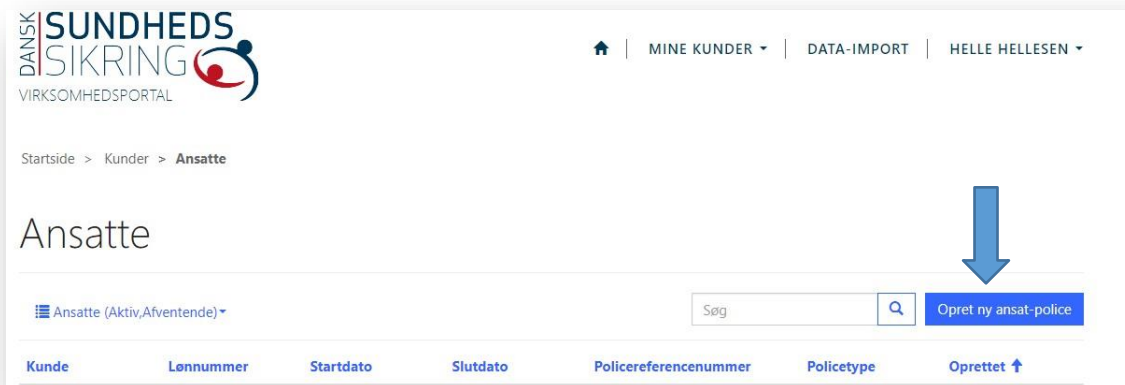 DANSK
SUNDHEDS
SIKRING
VIRKSOMHEDSPORTAL
MINE KUNDER
DATA-IMPORT
HELLE HELLESEN
Startside > Kunder > Ansatte
Ansatte
Ansatte (Aktiv,Afventende)
Søg
Opret ny ansat-police
Kunde Lønnummer Startdato Slutdato Policereferencenummer Policetype Oprettet